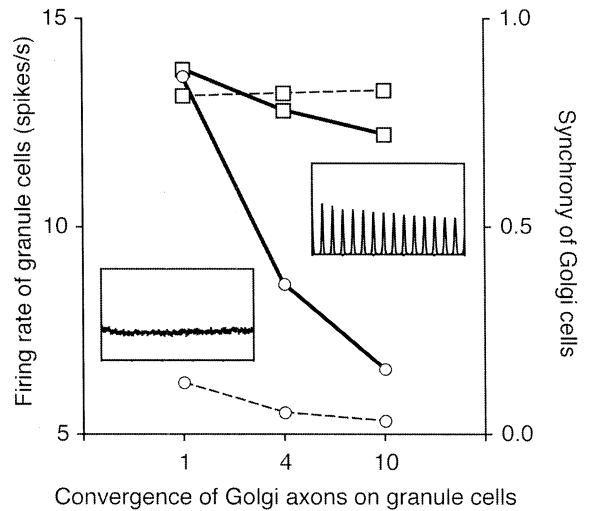 15
10
5
Firing rate of granule cells (spikes/s)
1.0
0.5
0.0
Synchrony of Golgi cells
1 4 10
Convergence of Golgi axons on granule cells